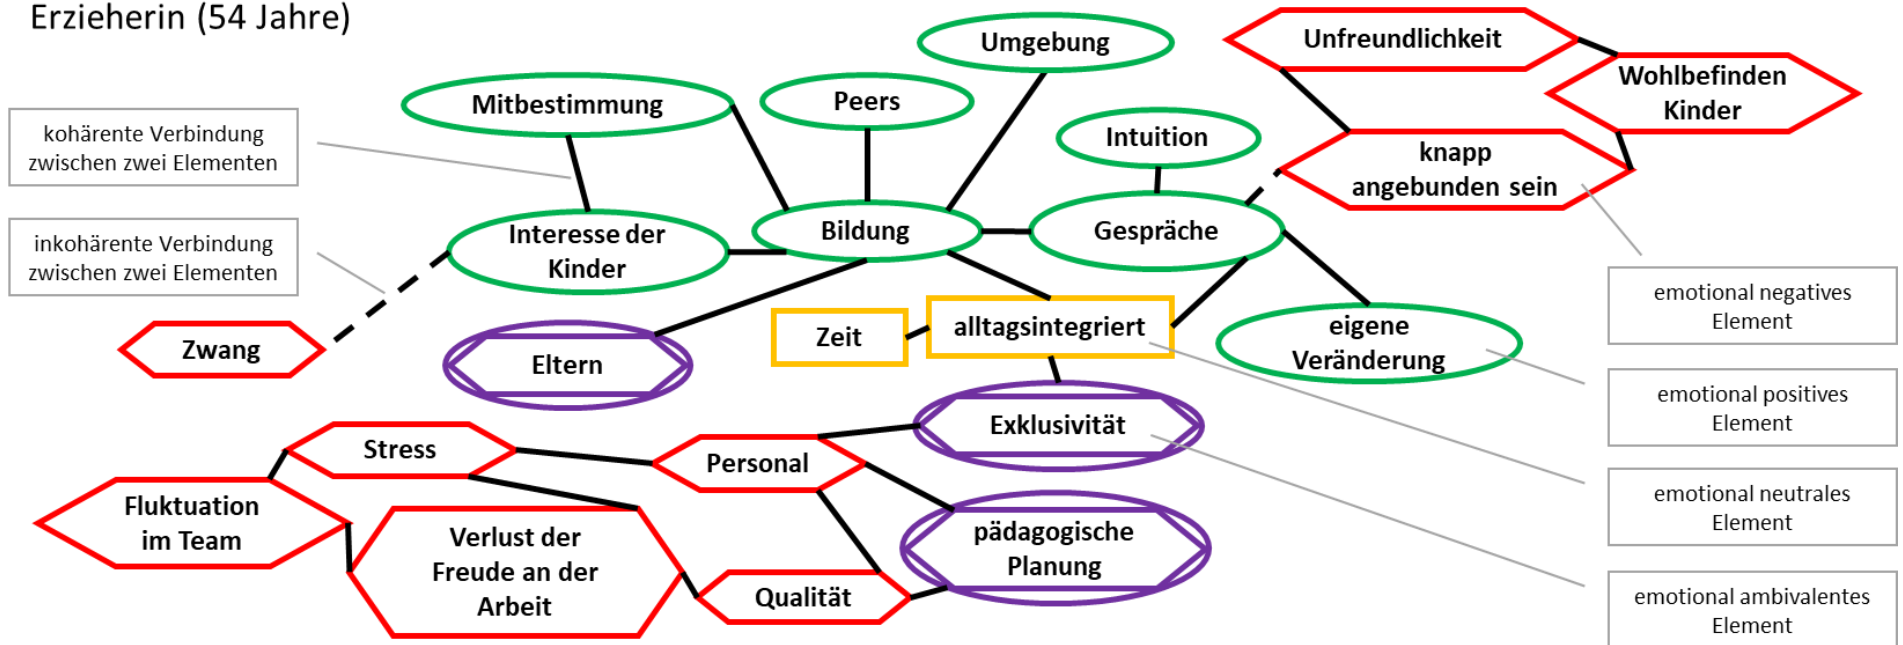 Erzieherin (54 Jahre)
Umgebung
Unfreundlichkeit
Wohlbefinden
Kinder
Mitbestimmung
Peers
Intuition
kohärente Verbindung
zwischen zwei Elementen
knapp
angebunden sein
inkohärente Verbindung
zwischen zwei Elementen
Interesse der
Kinder
Bildung
Gespräche
emotional negatives
Element
Zwang
Eltern
Zeit
alltagsintegriert
eigene
Veränderung
emotional positives
Element
Stress
Personal
Exklusivität
emotional neutrales
Element
Fluktuation
im Team
Verlust der
Freude an der
Arbeit
Qualität
pädagogische
Planung
emotional ambivalentes
Element